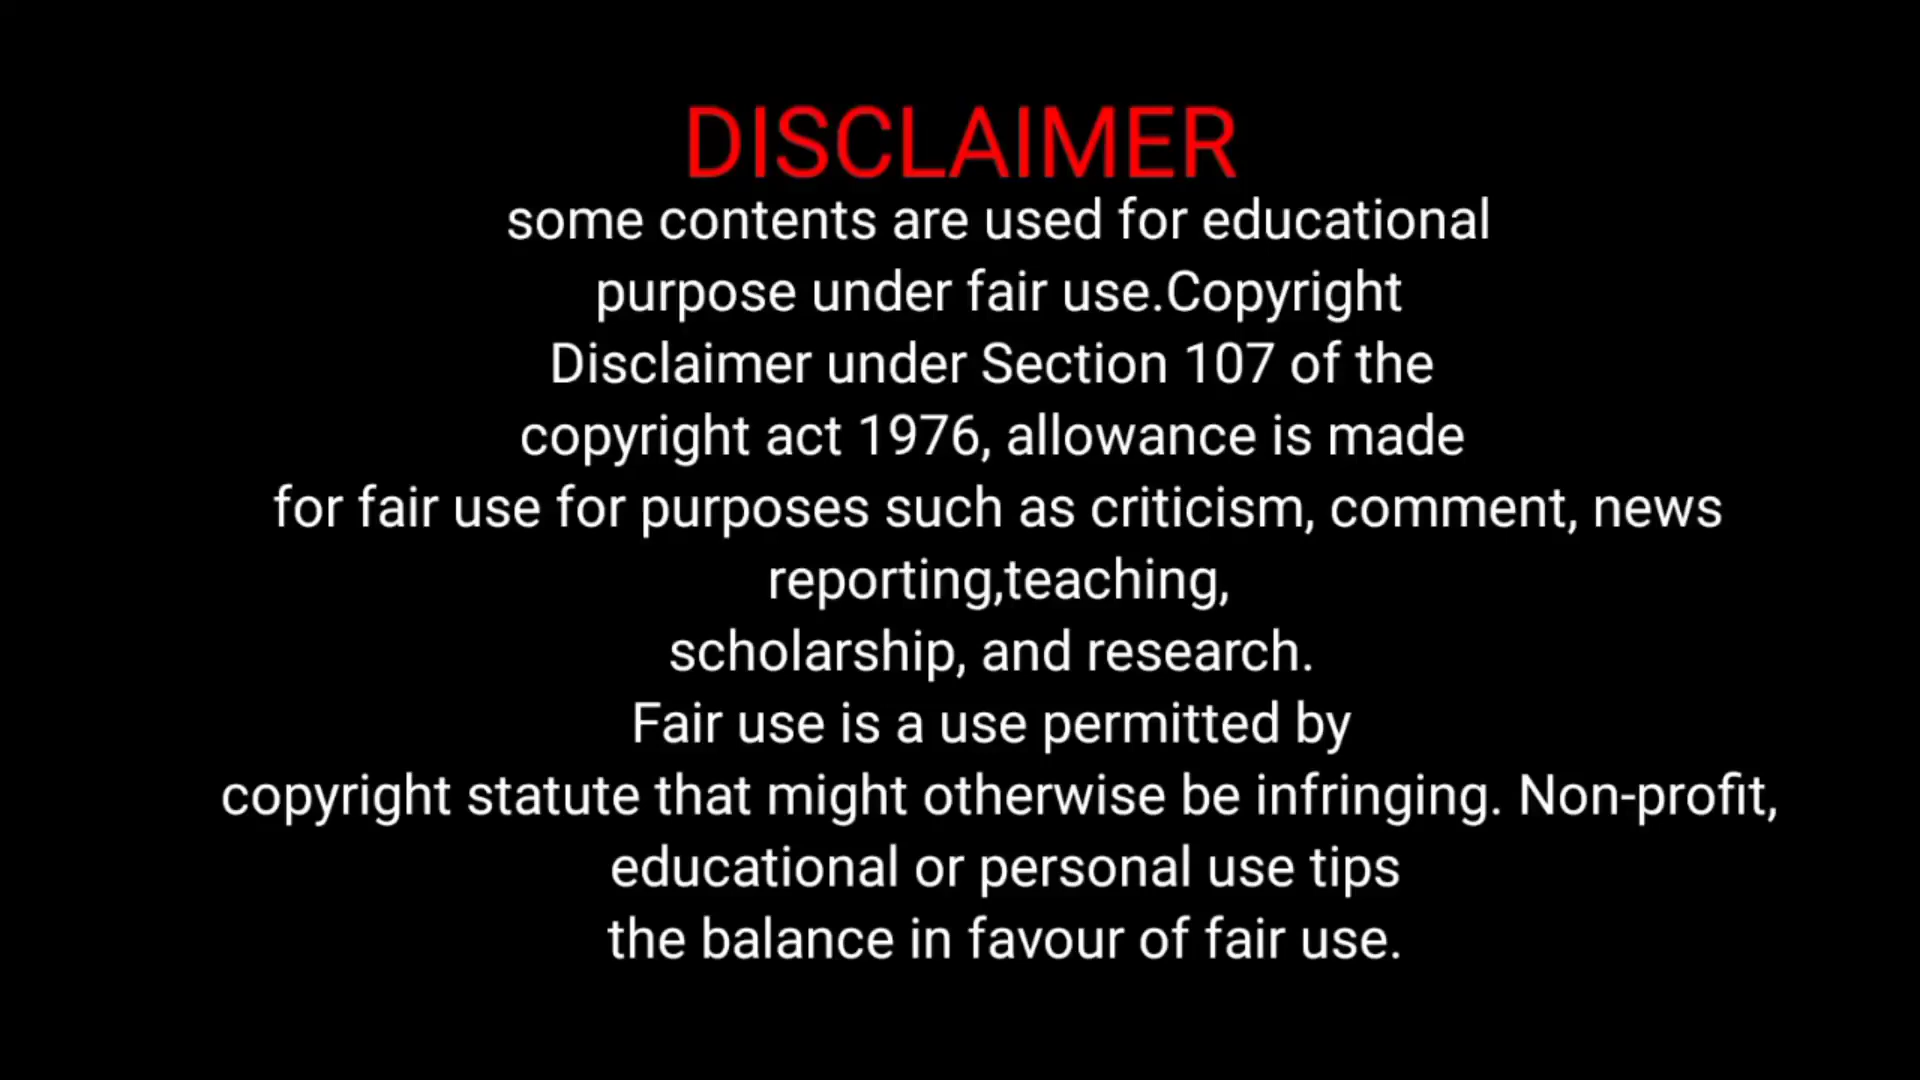 DISCLAIMER
some contents are used for educational
purpose under fair use.Copyright
Disclaimer under Section 107 of the
copyright act 1976, allowance is made
for fair use for purposes such as criticism, comment, news
reporting,teaching,
scholarship, and research.
Fair use is a use permitted by
copyright statute that might otherwise be infringing. Non-profit,
educational or personal use tips
the balance in favour of fair use.